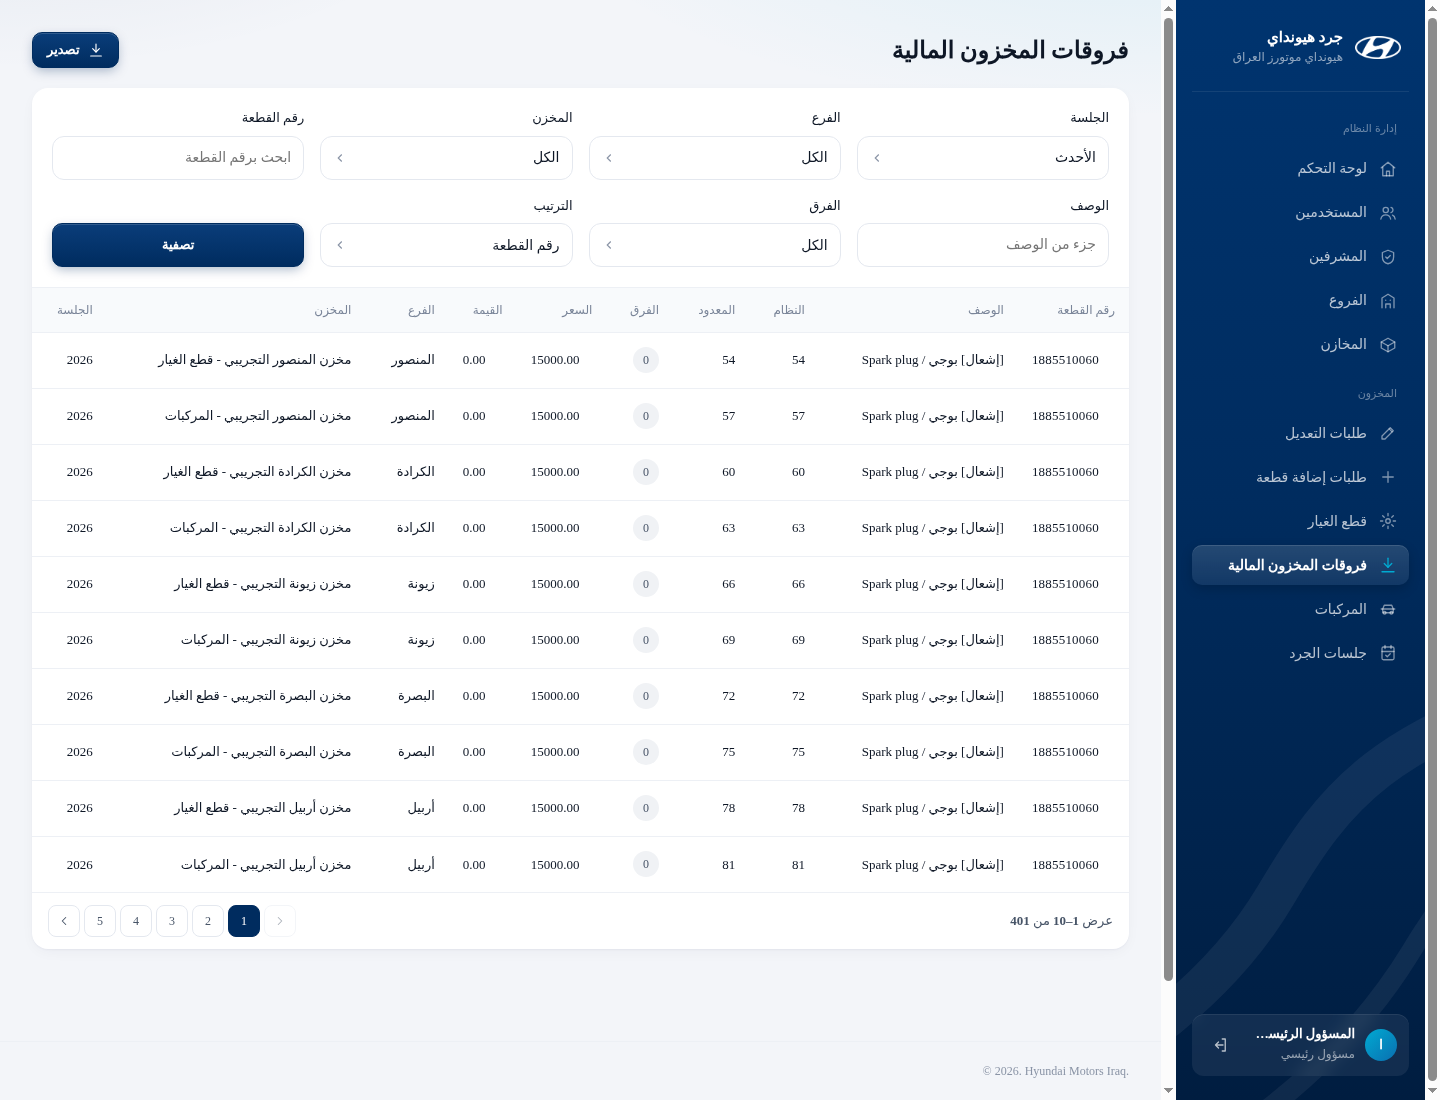 جرد هيونداي
هيونداي موتورز العراق
إدارة النظام
لوحة التحكم
المستخدمين
المشرفين
الفروع
المخازن
المخزون
طلبات التعديل
طلبات إضافة قطعة
قطع الغيار
فروقات المخزون المالية
المركبات
جلسات الجرد
المسؤول الرئيسـ...
مسؤول رئيسي
ا
فروقات المخزون المالية
تصدير
الجلسة الفرع المخزن رقم القطعة
الأحدث الكل الكل ابحث برقم القطعة
الوصف الفرق الترتيب
جزء من الوصف الكل رقم القطعة تصفية
رقم القطعة الوصف النظام المعدود الفرق السعر القيمة الفرع المخزن الجلسة
1885510060 [إشعال] بوجي / Spark plug 54 54 0 15000.00 0.00 المنصور مخزن المنصور التجريبي - قطع الغيار 2026
1885510060 [إشعال] بوجي / Spark plug 57 57 0 15000.00 0.00 المنصور مخزن المنصور التجريبي - المركبات 2026
1885510060 [إشعال] بوجي / Spark plug 60 60 0 15000.00 0.00 الكرادة مخزن الكرادة التجريبي - قطع الغيار 2026
1885510060 [إشعال] بوجي / Spark plug 63 63 0 15000.00 0.00 الكرادة مخزن الكرادة التجريبي - المركبات 2026
1885510060 [إشعال] بوجي / Spark plug 66 66 0 15000.00 0.00 زيونة مخزن زيونة التجريبي - قطع الغيار 2026
1885510060 [إشعال] بوجي / Spark plug 69 69 0 15000.00 0.00 زيونة مخزن زيونة التجريبي - المركبات 2026
1885510060 [إشعال] بوجي / Spark plug 72 72 0 15000.00 0.00 البصرة مخزن البصرة التجريبي - قطع الغيار 2026
1885510060 [إشعال] بوجي / Spark plug 75 75 0 15000.00 0.00 البصرة مخزن البصرة التجريبي - المركبات 2026
1885510060 [إشعال] بوجي / Spark plug 78 78 0 15000.00 0.00 أربيل مخزن أربيل التجريبي - قطع الغيار 2026
1885510060 [إشعال] بوجي / Spark plug 81 81 0 15000.00 0.00 أربيل مخزن أربيل التجريبي - المركبات 2026
عرض 1–10 من 401
1 2 3 4 5
© 2026. Hyundai Motors Iraq.